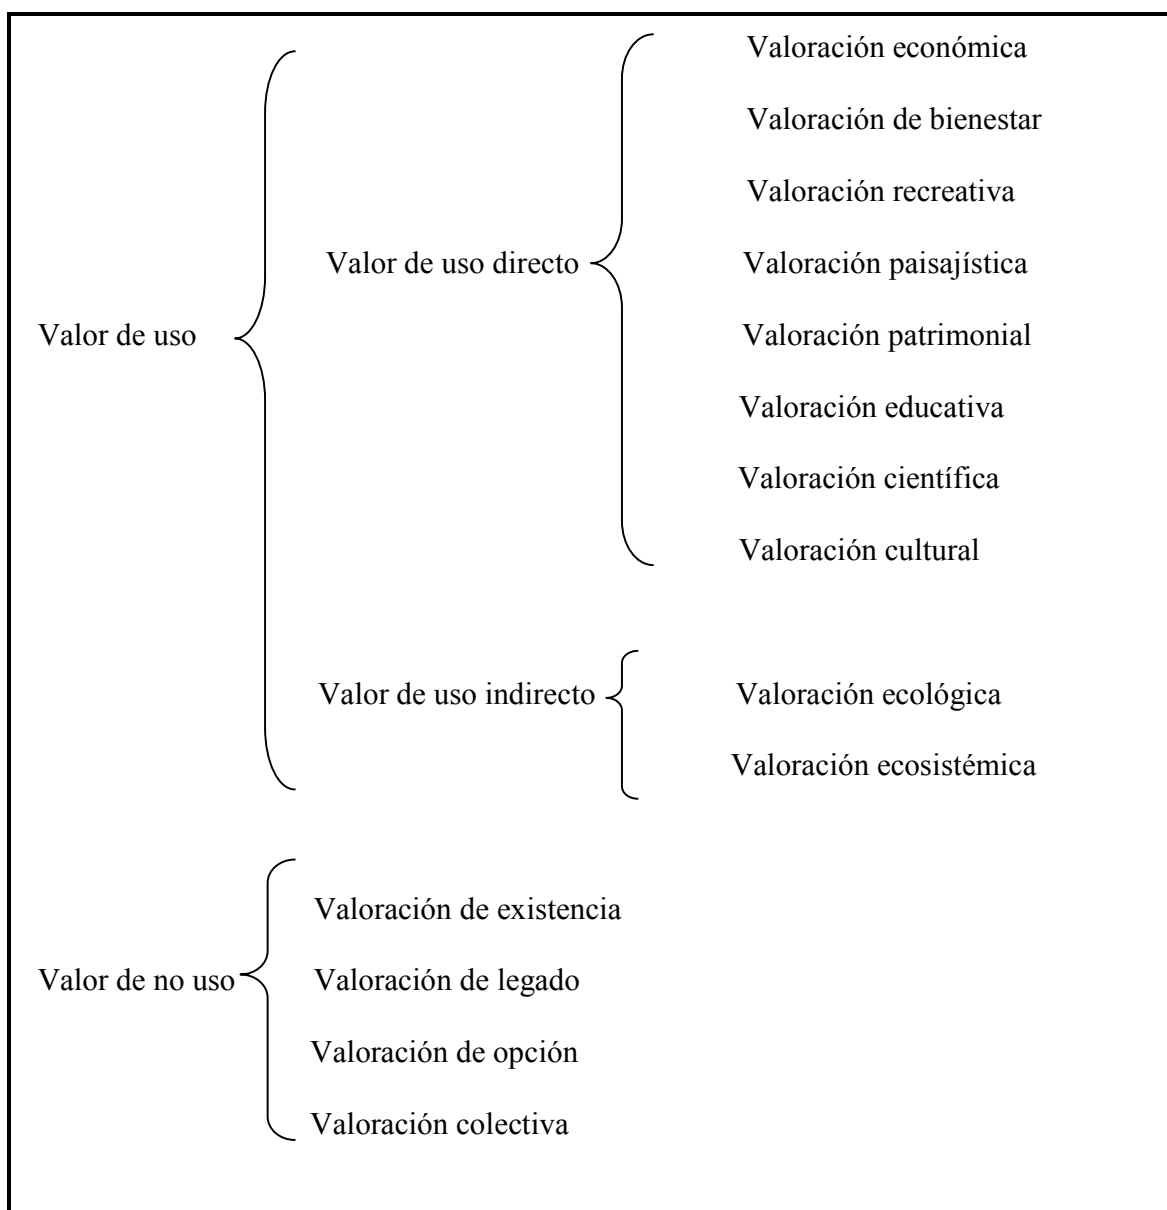 Valor de uso
Valor de uso directo
Valoración económica
Valoración de bienestar
Valoración recreativa
Valoración paisajística
Valoración patrimonial
Valoración educativa
Valoración científica
Valoración cultural
Valor de uso indirecto
Valoración ecológica
Valoración ecosistémica
Valor de no uso
Valoración de existencia
Valoración de legado
Valoración de opción
Valoración colectiva